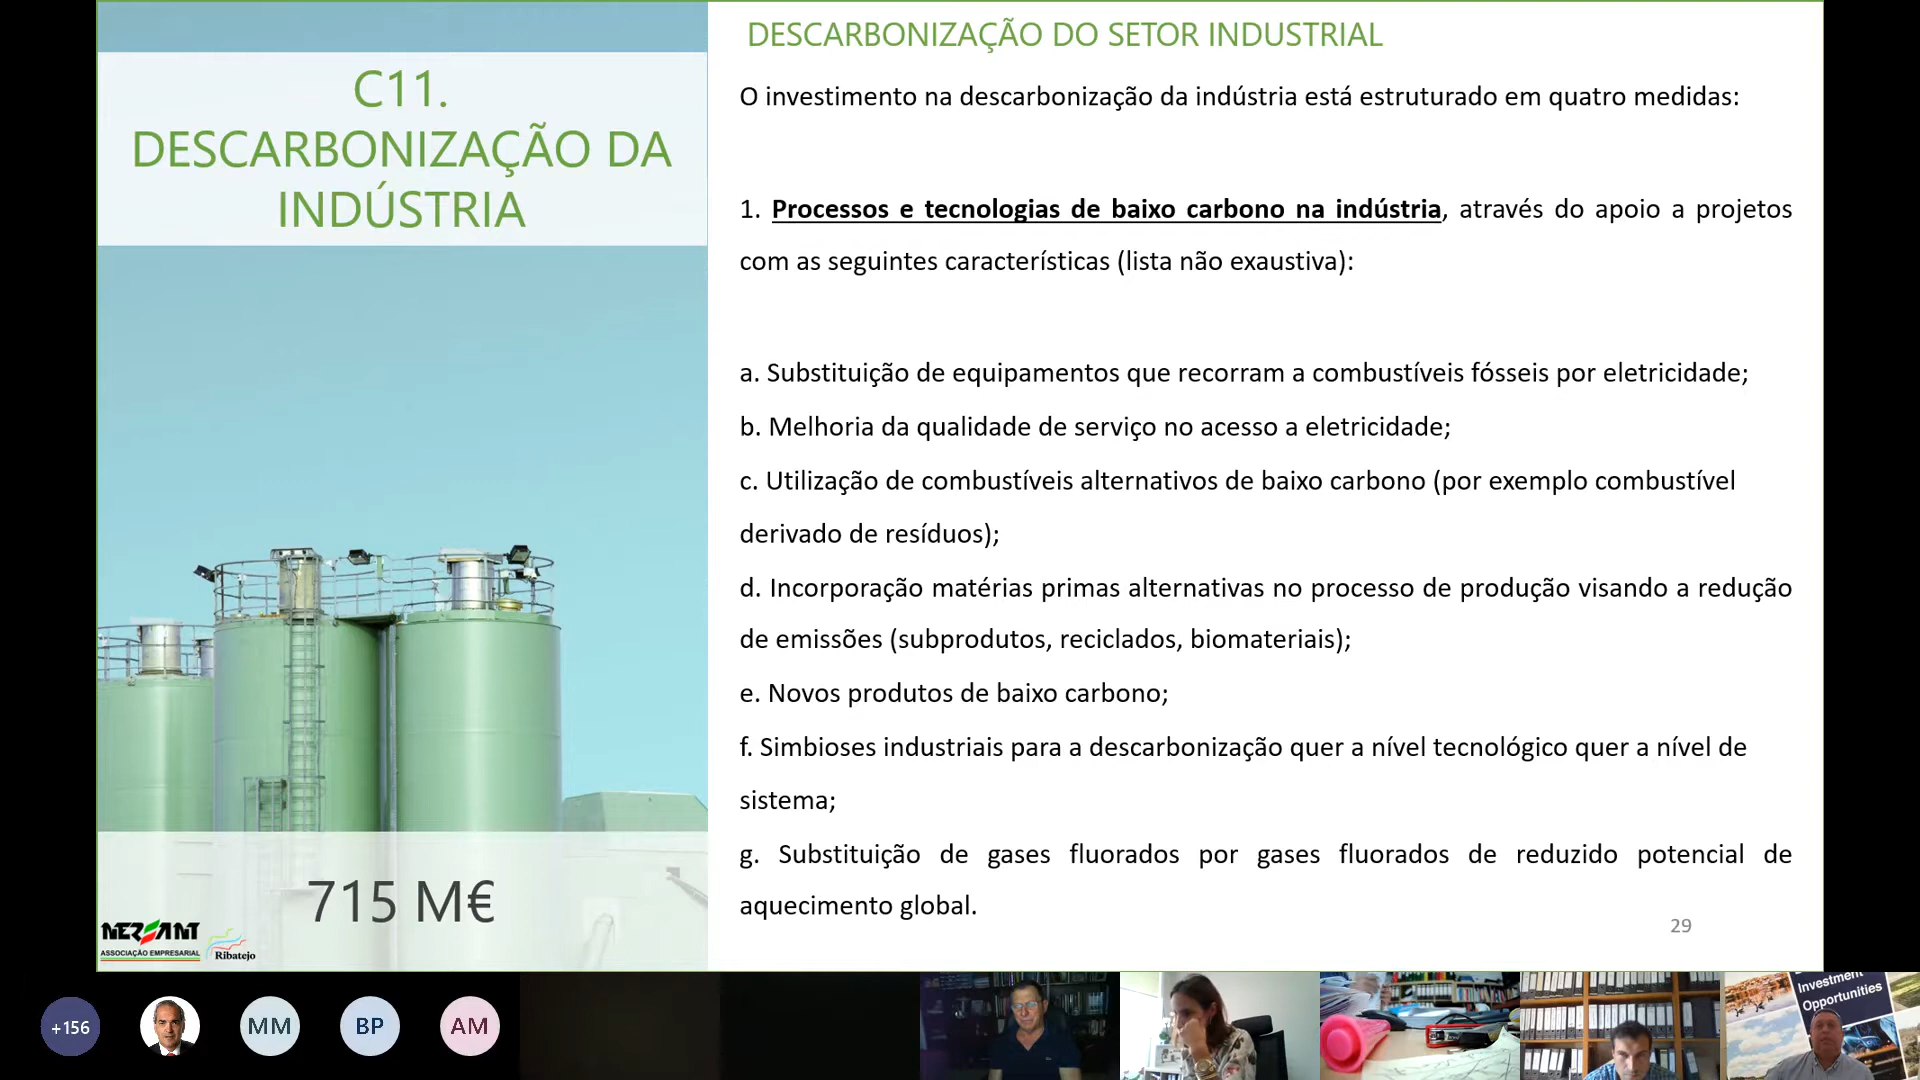 C11.
DESCARBONIZAÇÃO DA
INDÚSTRIA
715 M€
NERSANT
ASSOCIAÇÃO EMPRESARIAL
Ribatejo
DESCARBONIZAÇÃO DO SETOR INDUSTRIAL
O investimento na descarbonização da indústria está estruturado em quatro medidas:
1. Processos e tecnologias de baixo carbono na indústria, através do apoio a projetos
com as seguintes características (lista não exaustiva):
a. Substituição de equipamentos que recorram a combustíveis fósseis por eletricidade;
b. Melhoria da qualidade de serviço no acesso a eletricidade;
c. Utilização de combustíveis alternativos de baixo carbono (por exemplo combustível
derivado de resíduos);
d. Incorporação matérias primas alternativas no processo de produção visando a redução
de emissões (subprodutos, reciclados, biomateriais);
e. Novos produtos de baixo carbono;
f. Simbioses industriais para a descarbonização quer a nível tecnológico quer a nível de
sistema;
g. Substituição de gases fluorados por gases fluorados de reduzido potencial de
aquecimento global.
29
+156
MM
BP
AM
Investment
Opportunities